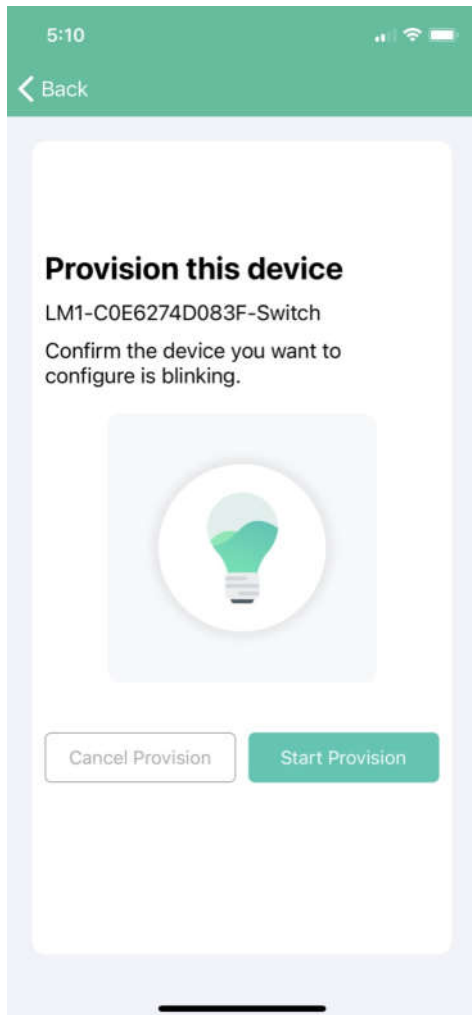 5:10
Back
Provision this device
LM1-C0E6274D083F-Switch
Confirm the device you want to
configure is blinking.
Cancel Provision
Start Provision